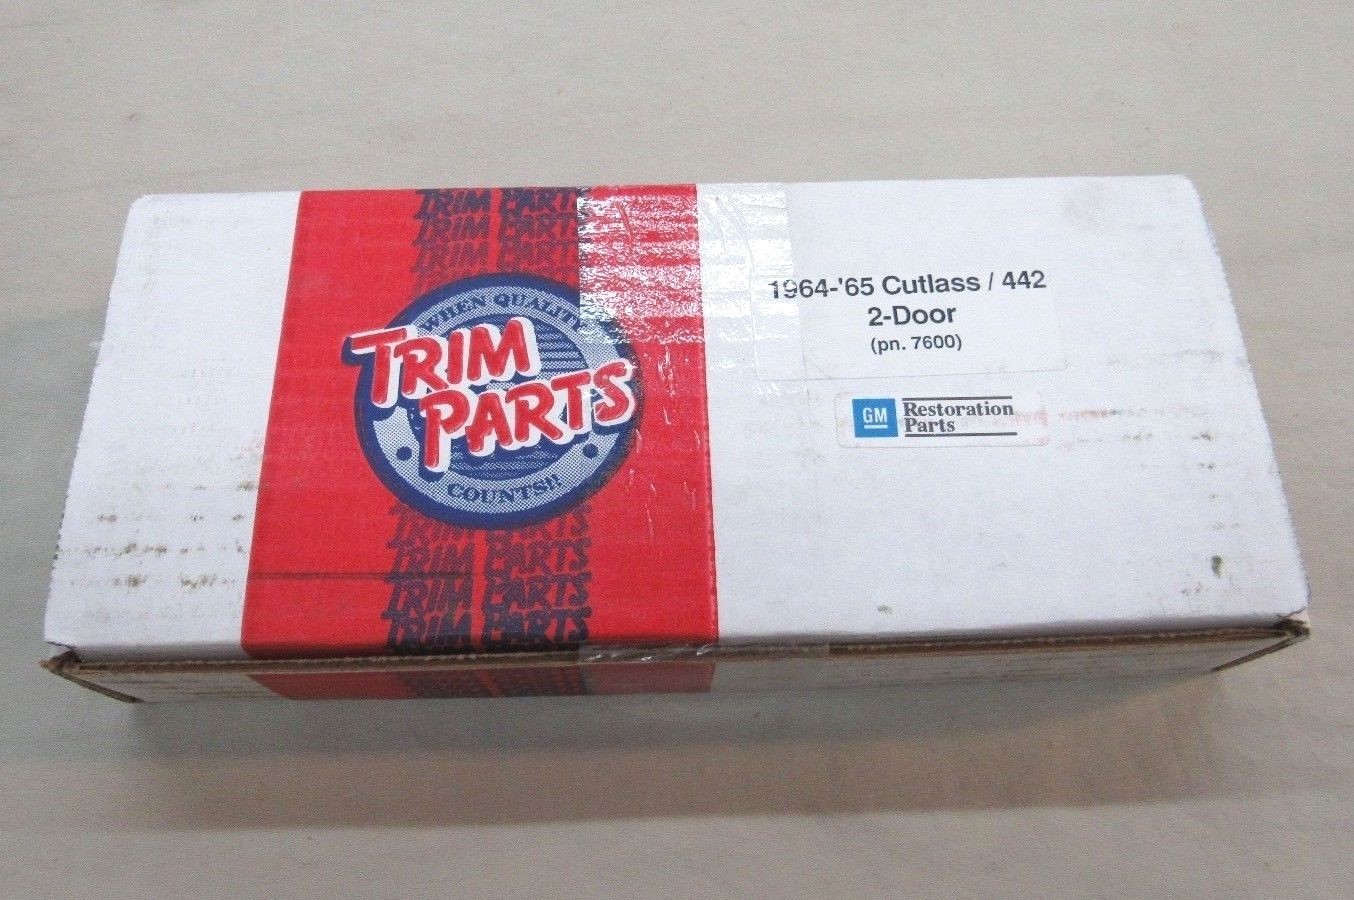 TRIM PARTS
TRIM PARTS
TRIM PARTS
WHEN QUALITY
TRIM
PARTS
COUNTS!!
TRIM PARTS
TRIM PARTS
TRIM PARTS
TRIM PARTS
1964-'65 Cutlass / 442
2-Door
(pn. 7600)
GM
Restoration
Parts